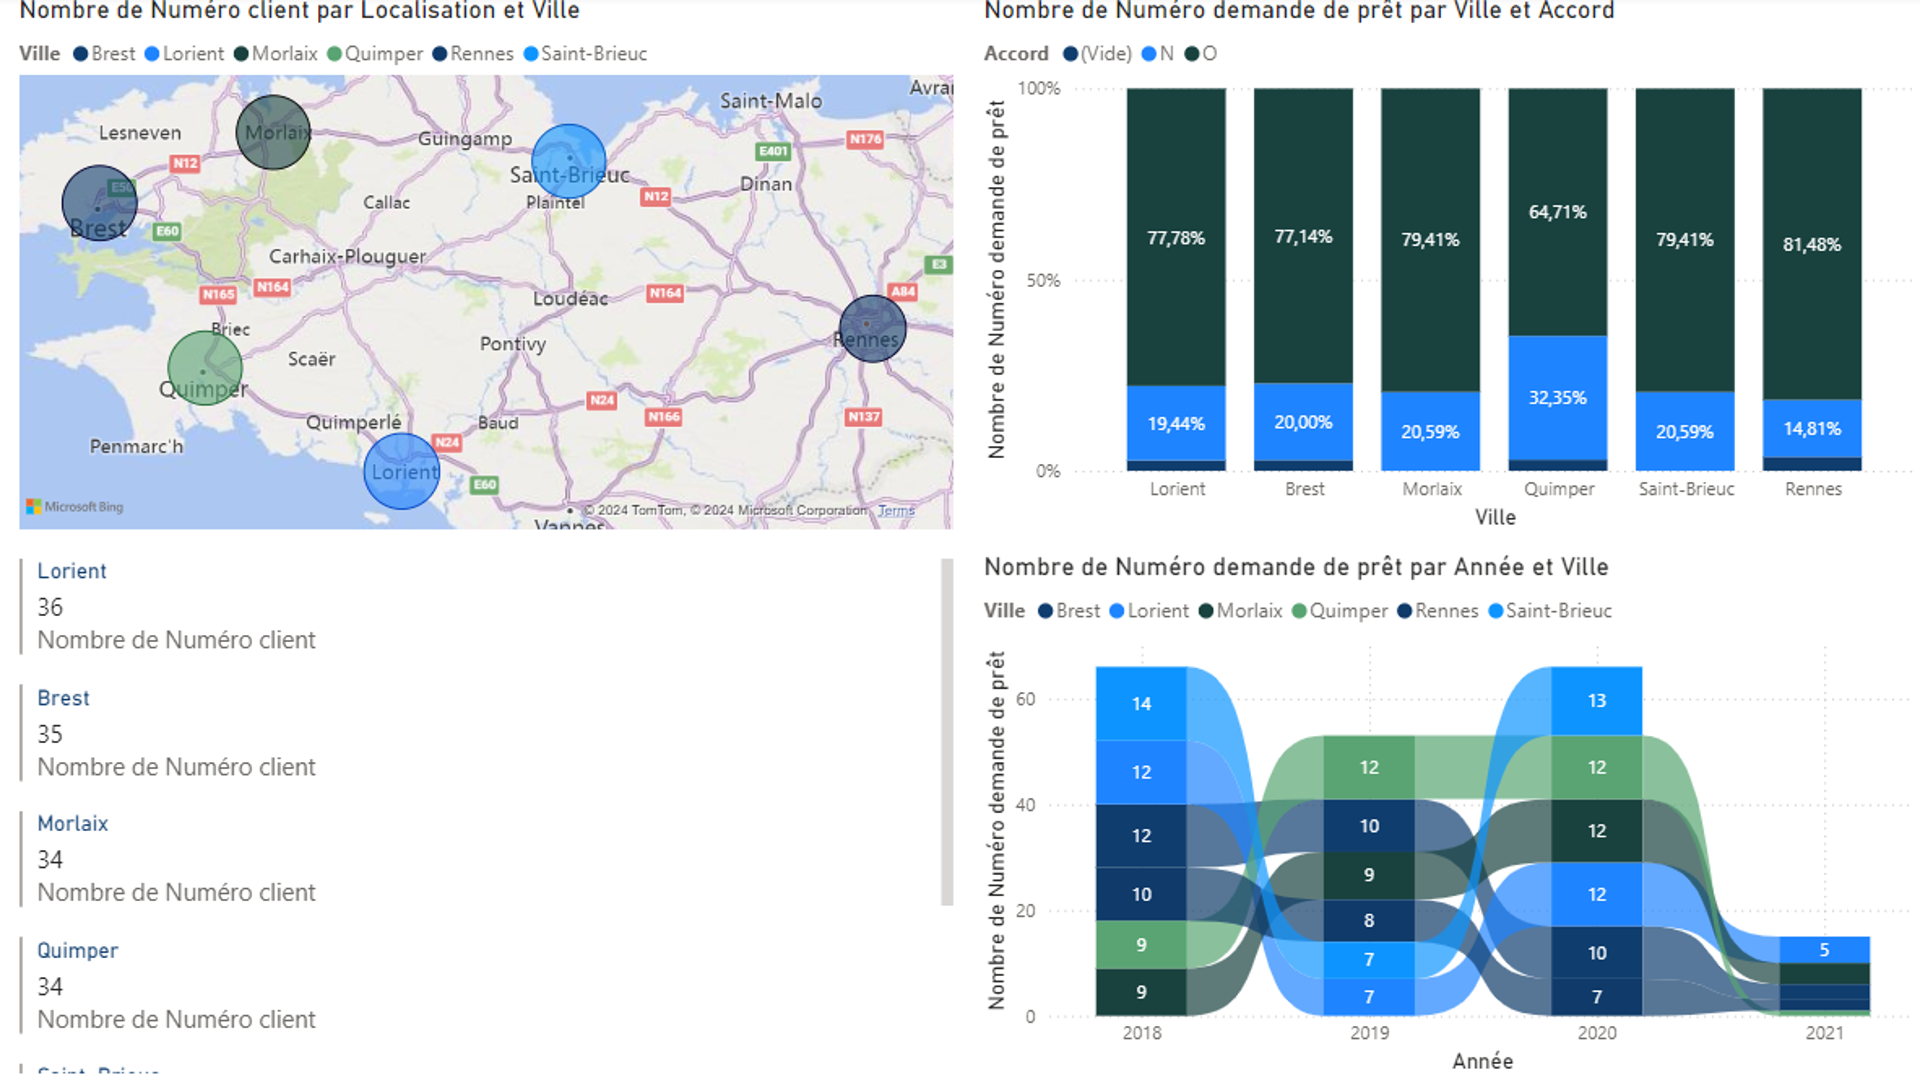 Nombre de Numéro client par Localisation et Ville
Ville Brest Lorient Morlaix Quimper Rennes Saint-Brieuc
Saint-Malo
Avra
Lesneven
Morlaix
Guingamp
N176
E401
N12
Saint-Brieuc
E50
N12
Dinan
Callac
Plaintel
Brest
E60
Carhaix-Plouguer
E3
N165
N164
Loudéac
N164
A84
Briec
Scaër
Pontivy
Rennes
Quimper
N24
Quimperlé
Baud
N166
N137
Penmarc'h
N24
Lorient
E60
Microsoft Bing
© 2024 TomTom, © 2024 Microsoft Corporation Terms
Vannes
Lorient
36
Nombre de Numéro client
Brest
35
Nombre de Numéro client
Morlaix
34
Nombre de Numéro client
Quimper
34
Nombre de Numéro client
Saint-Brieuc
Nombre de Numéro demande de prêt par Ville et Accord
Accord (Vide) N O
Nombre de Numéro demande de prêt
100%
50%
0%
77,78% 77,14% 79,41% 64,71% 79,41% 81,48%
19,44% 20,00% 20,59% 32,35% 20,59% 14,81%
Lorient Brest Morlaix Quimper Saint-Brieuc Rennes
Ville
Nombre de Numéro demande de prêt par Année et Ville
Ville Brest Lorient Morlaix Quimper Rennes Saint-Brieuc
Nombre de Numéro demande de prêt
60
40
20
0
14
12
12
10
9
9
12
10
9
8
7
7
13
12
12
12
10
7
5
2018 2019 2020 2021
Année